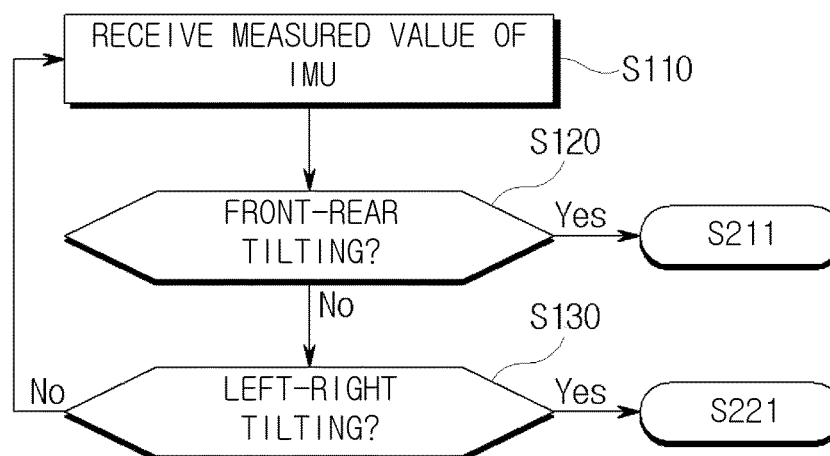 RECEIVE MEASURED VALUE OF
IMU
S110
S120
FRONT-REAR
TILTING?
Yes
S211
No
S130
No
LEFT-RIGHT
TILTING?
Yes
S221